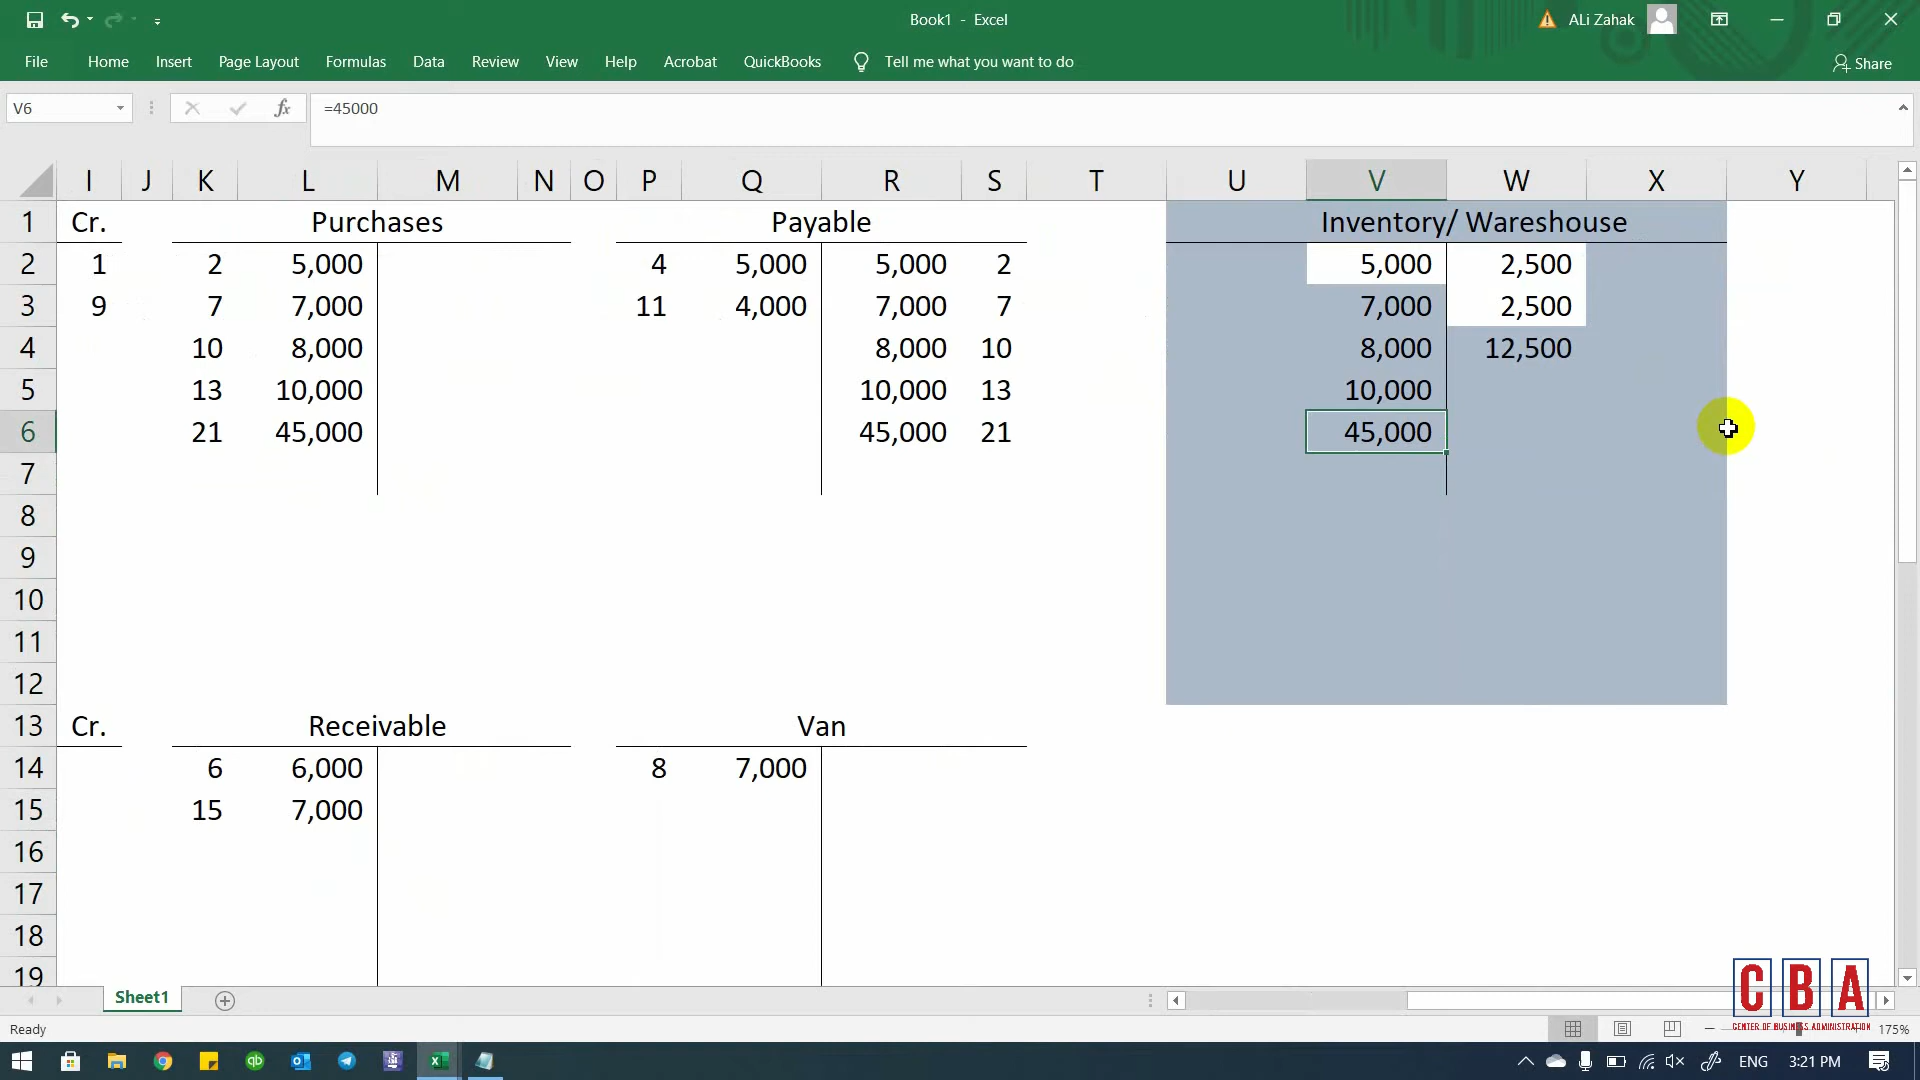 Book1 - Excel
ALi Zahak
File Home Insert Page Layout Formulas Data Review View Help Acrobat QuickBooks Tell me what you want to do Share
V6 fx =45000
I J K L M N O P Q R S T U V W X Y
1 Cr. Purchases Payable Inventory/ Wareshouse
2 1 2 5,000 4 5,000 5,000 2 5,000 2,500
3 9 7 7,000 11 4,000 7,000 7 7,000 2,500
4 10 8,000 8,000 10 8,000 12,500
5 13 10,000 10,000 13 10,000
6 21 45,000 45,000 21 45,000
7
8
9
10
11
12
13 Cr. Receivable Van
14 6 6,000 8 7,000
15 15 7,000
16
17
18
19
Sheet1
CBA
CENTER OF BUSINESS ADMINISTRATION
Ready 175%
ENG 3:21 PM